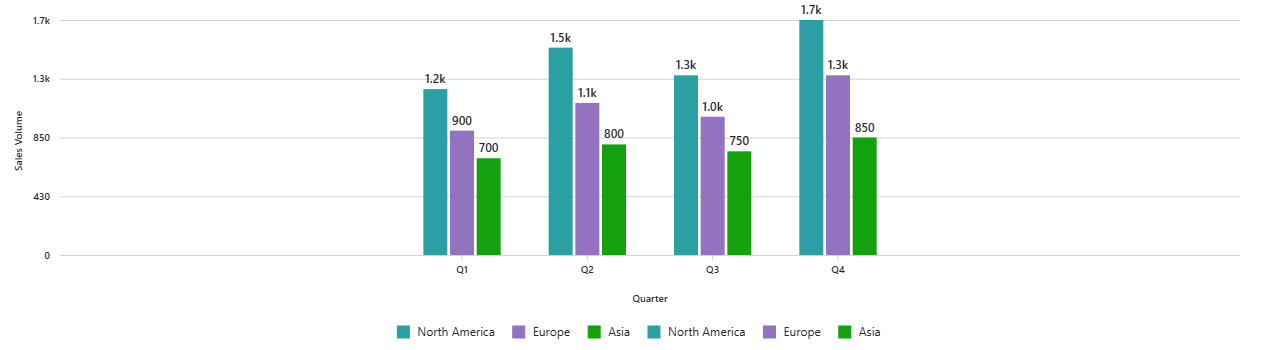 1.7k
1.3k
850
430
0
Sales Volume
1.2k
900
700
1.5k
1.1k
800
1.3k
1.0k
750
1.7k
1.3k
850
Q1 Q2 Q3 Q4
Quarter
North America Europe Asia North America Europe Asia